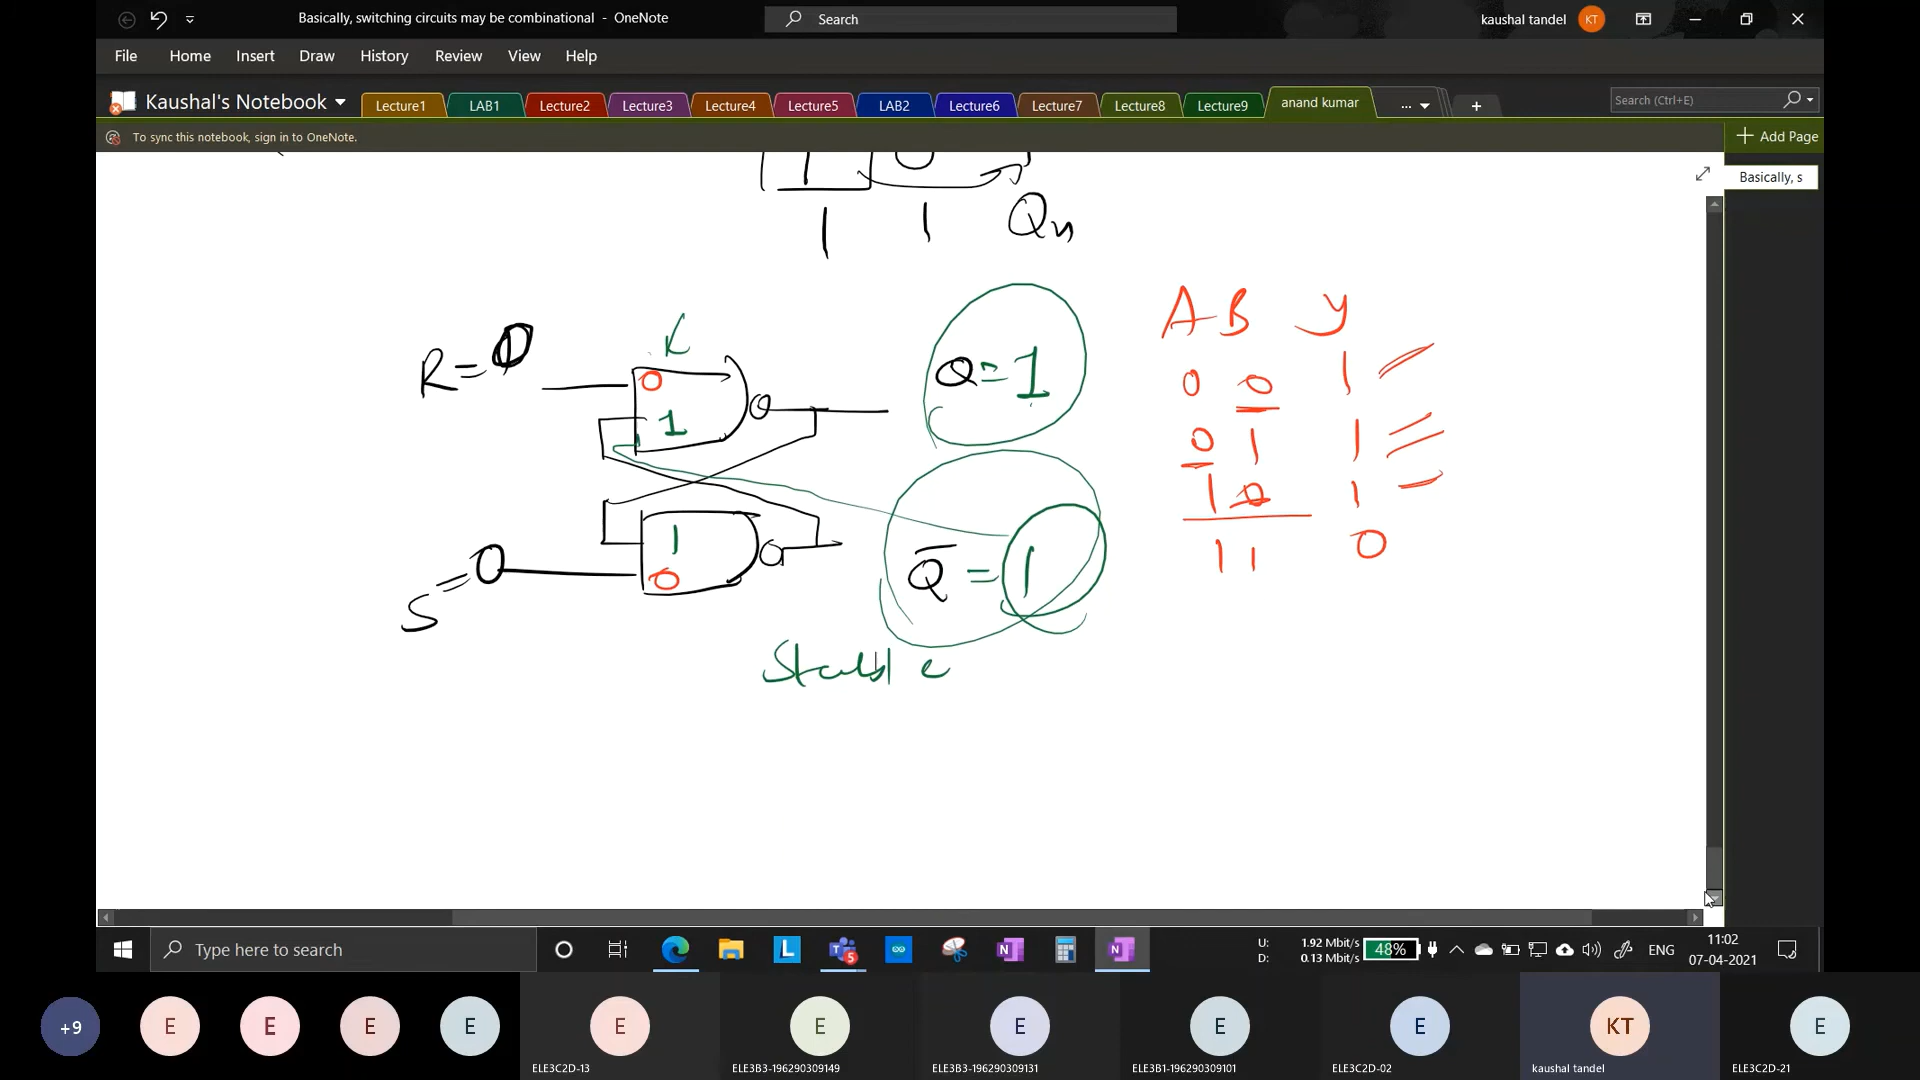 Basically, switching circuits may be combinational - OneNote
Search
kaushal tandel
KT
File Home Insert Draw History Review View Help
Kaushal's Notebook
Lecture1 LAB1 Lecture2 Lecture3 Lecture4 Lecture5 LAB2 Lecture6 Lecture7 Lecture8 Lecture9 anand kumar ...
Search (Ctrl+E)
To sync this notebook, sign in to OneNote.
Add Page
Basically, s
1 1 Qn
A B Y
R=0
0
1
Q=1
0 0 1
0 1 1
1 0 1
1 1 0
S=0
1
0
Q̅ = 1
Stable
Type here to search
U: 1.92 Mbit/s
D: 0.13 Mbit/s
48%
ENG
11:02
07-04-2021
5
+9 E E E E E E E E E KT E
ELE3C2D-13 ELE3B3-196290309149 ELE3B3-196290309131 ELE3B1-196290309101 ELE3C2D-02 kaushal tandel ELE3C2D-21